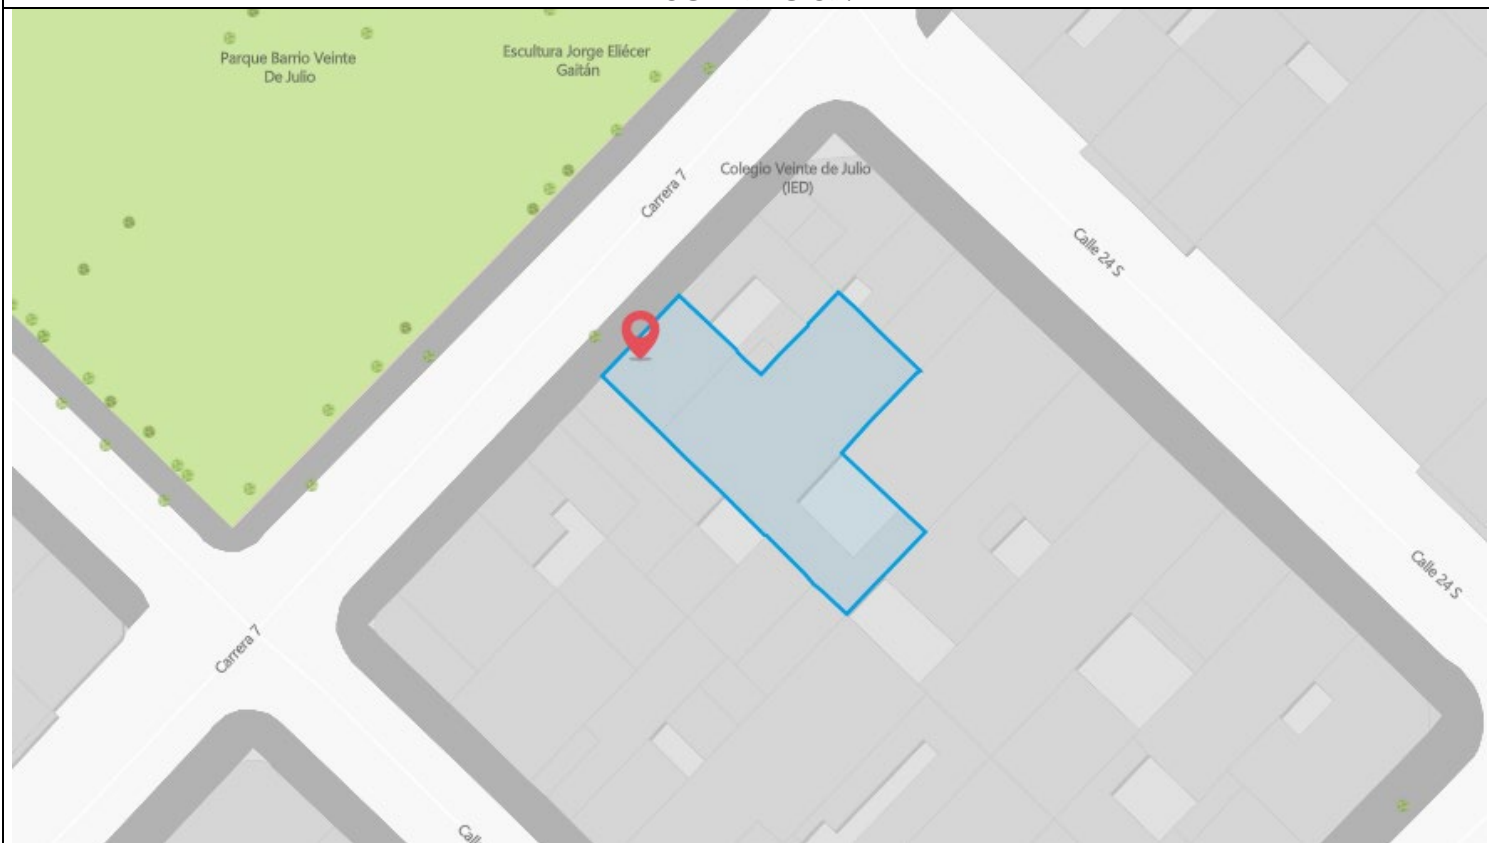 Parque Barrio Veinte
De Julio
Escultura Jorge Eliécer
Gaitán
Carrera 7
Colegio Veinte de Julio
(IED)
Calle 24 S
Calle 24 S
Carrera 7